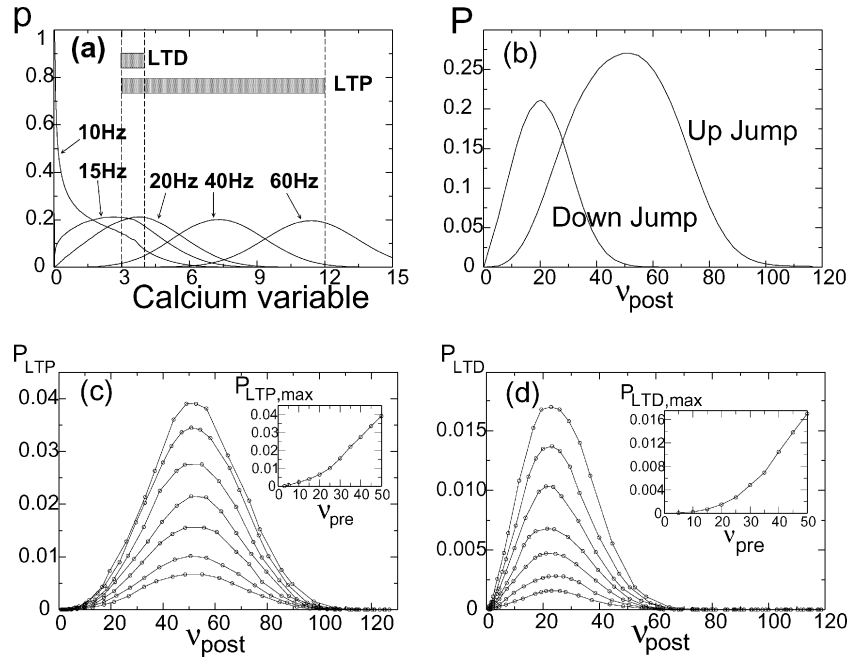 p
(a)
1
0.8
0.6
0.4
0.2
0
LTD
LTP
10Hz
15Hz
20Hz 40Hz 60Hz
0 3 6 9 12 15
Calcium variable
P
(b)
0.25
0.2
0.15
0.1
0.05
0
Up Jump
Down Jump
0 20 40 60 80 100 120
νpost
PLTP
(c)
0.04
0.03
0.02
0.01
0
0 20 40 60 80 100 120
νpost
PLTP,max
0.04
0.03
0.02
0.01
0
0 10 20 30 40 50
νpre
PLTD
(d)
0.015
0.010
0.005
0
0 20 40 60 80 100 120
νpost
PLTD,max
0.016
0.012
0.008
0.004
0
0 10 20 30 40 50
νpre